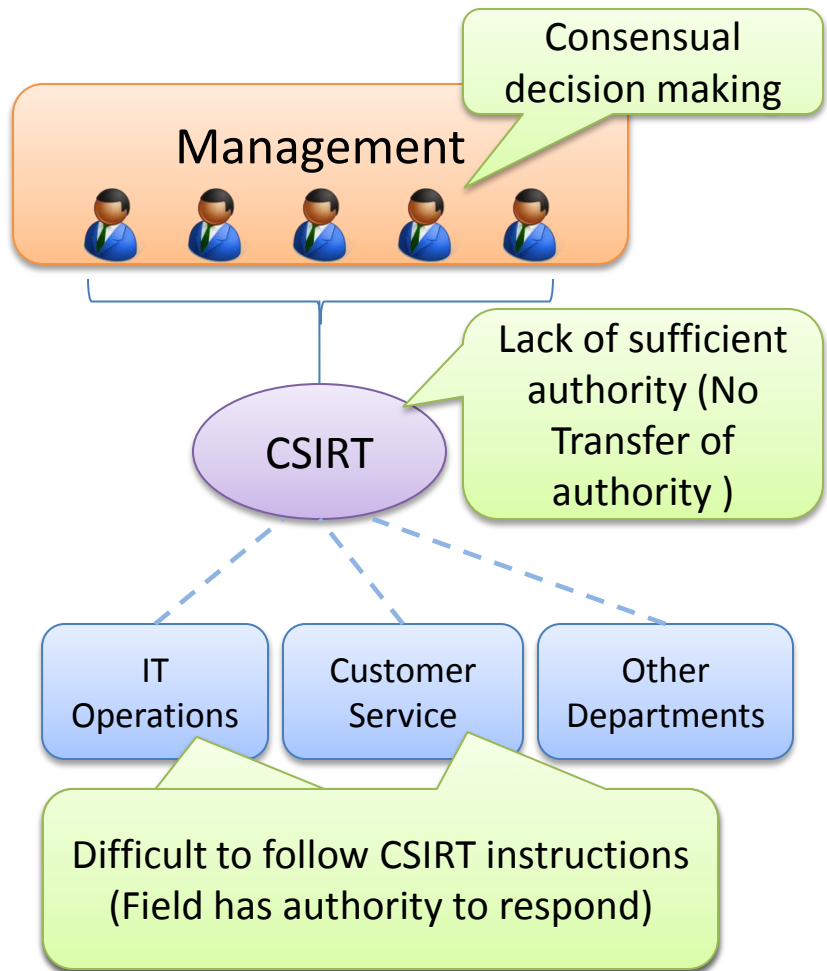 Consensual
decision making
Management
Lack of sufficient
authority (No
Transfer of
authority )
CSIRT
IT
Operations
Customer
Service
Other
Departments
Difficult to follow CSIRT instructions
(Field has authority to respond)